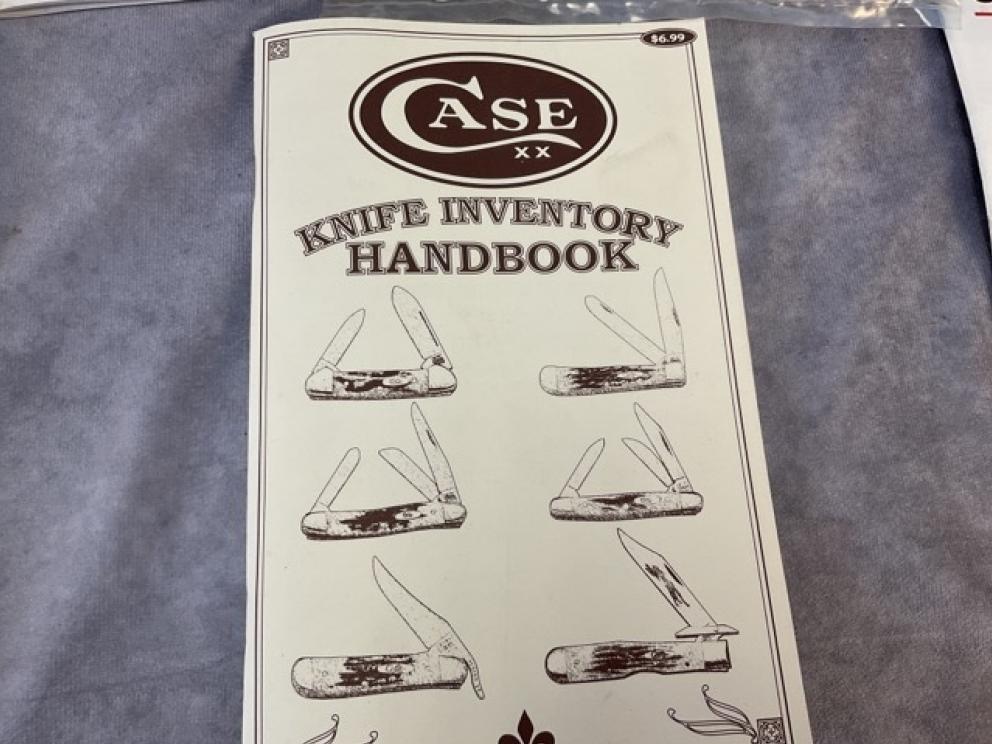 $6.99
CASE
XX
KNIFE INVENTORY
HANDBOOK